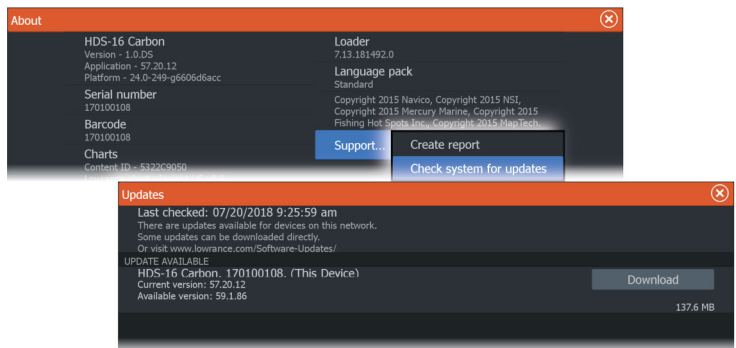 About
HDS-16 Carbon
Version - 1.0.DS
Application - 57.20.12
Platform - 24.0-249-g6606d6acc
Serial number
170100108
Barcode
170100108
Charts
Content ID - 5322C9050
Loader
7.13.181492.0
Language pack
Standard
Copyright 2015 Navico, Copyright 2015 NSI,
Copyright 2015 Mercury Marine, Copyright 2015
Fishing Hot Spots Inc., Copyright 2015 MapTech.
Support...
Create report
Check system for updates
Updates
Last checked: 07/20/2018 9:25:59 am
There are updates available for devices on this network.
Some updates can be downloaded directly.
Or visit www.lowrance.com/Software-Updates/
UPDATE AVAILABLE
HDS-16 Carbon, 170100108, (This Device)
Current version: 57.20.12
Available version: 59.1.86
Download
137.6 MB